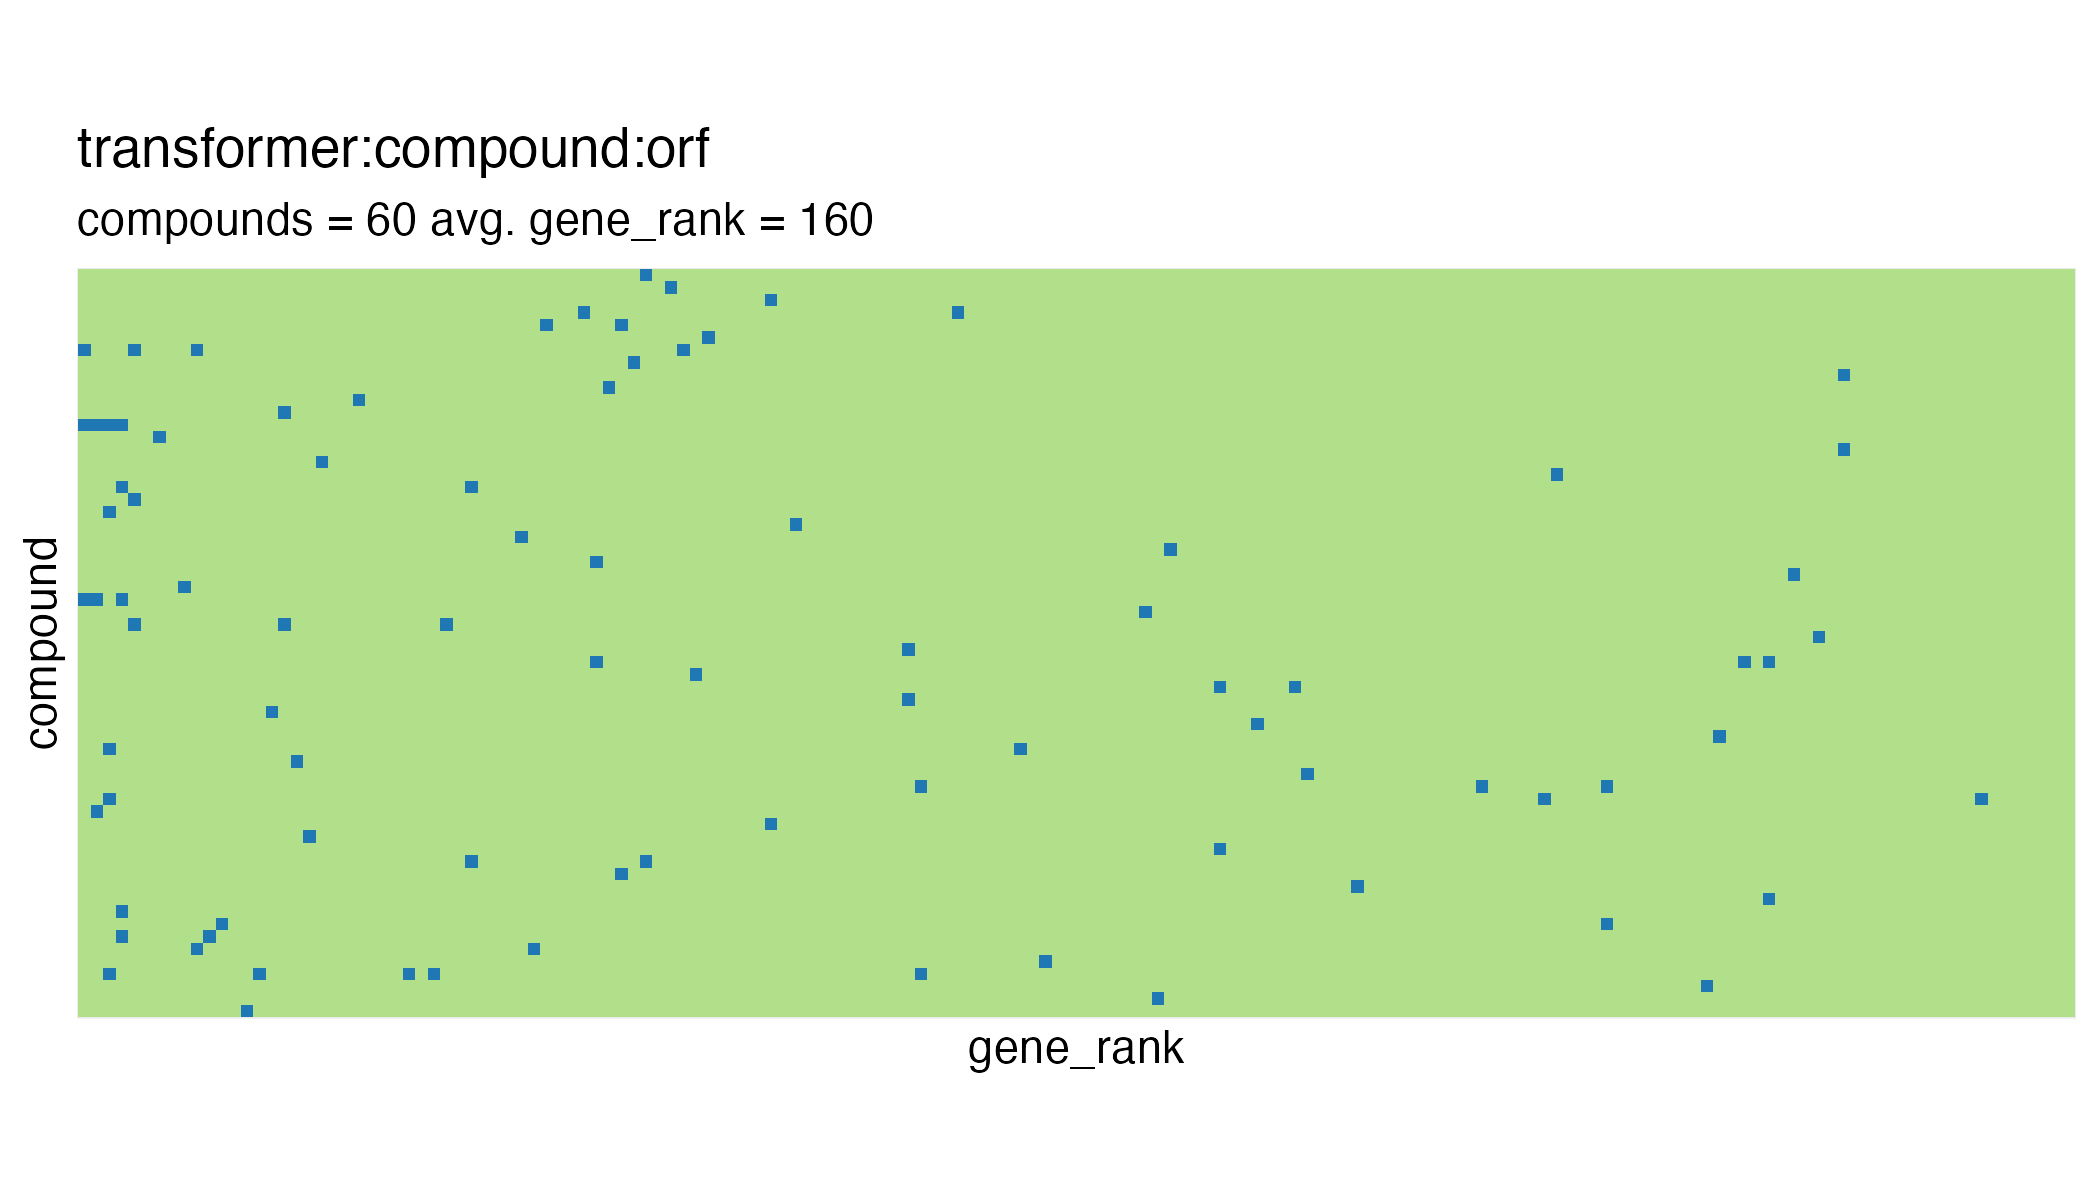 transformer:compound:orf
compounds = 60 avg. gene_rank = 160
compound
gene_rank